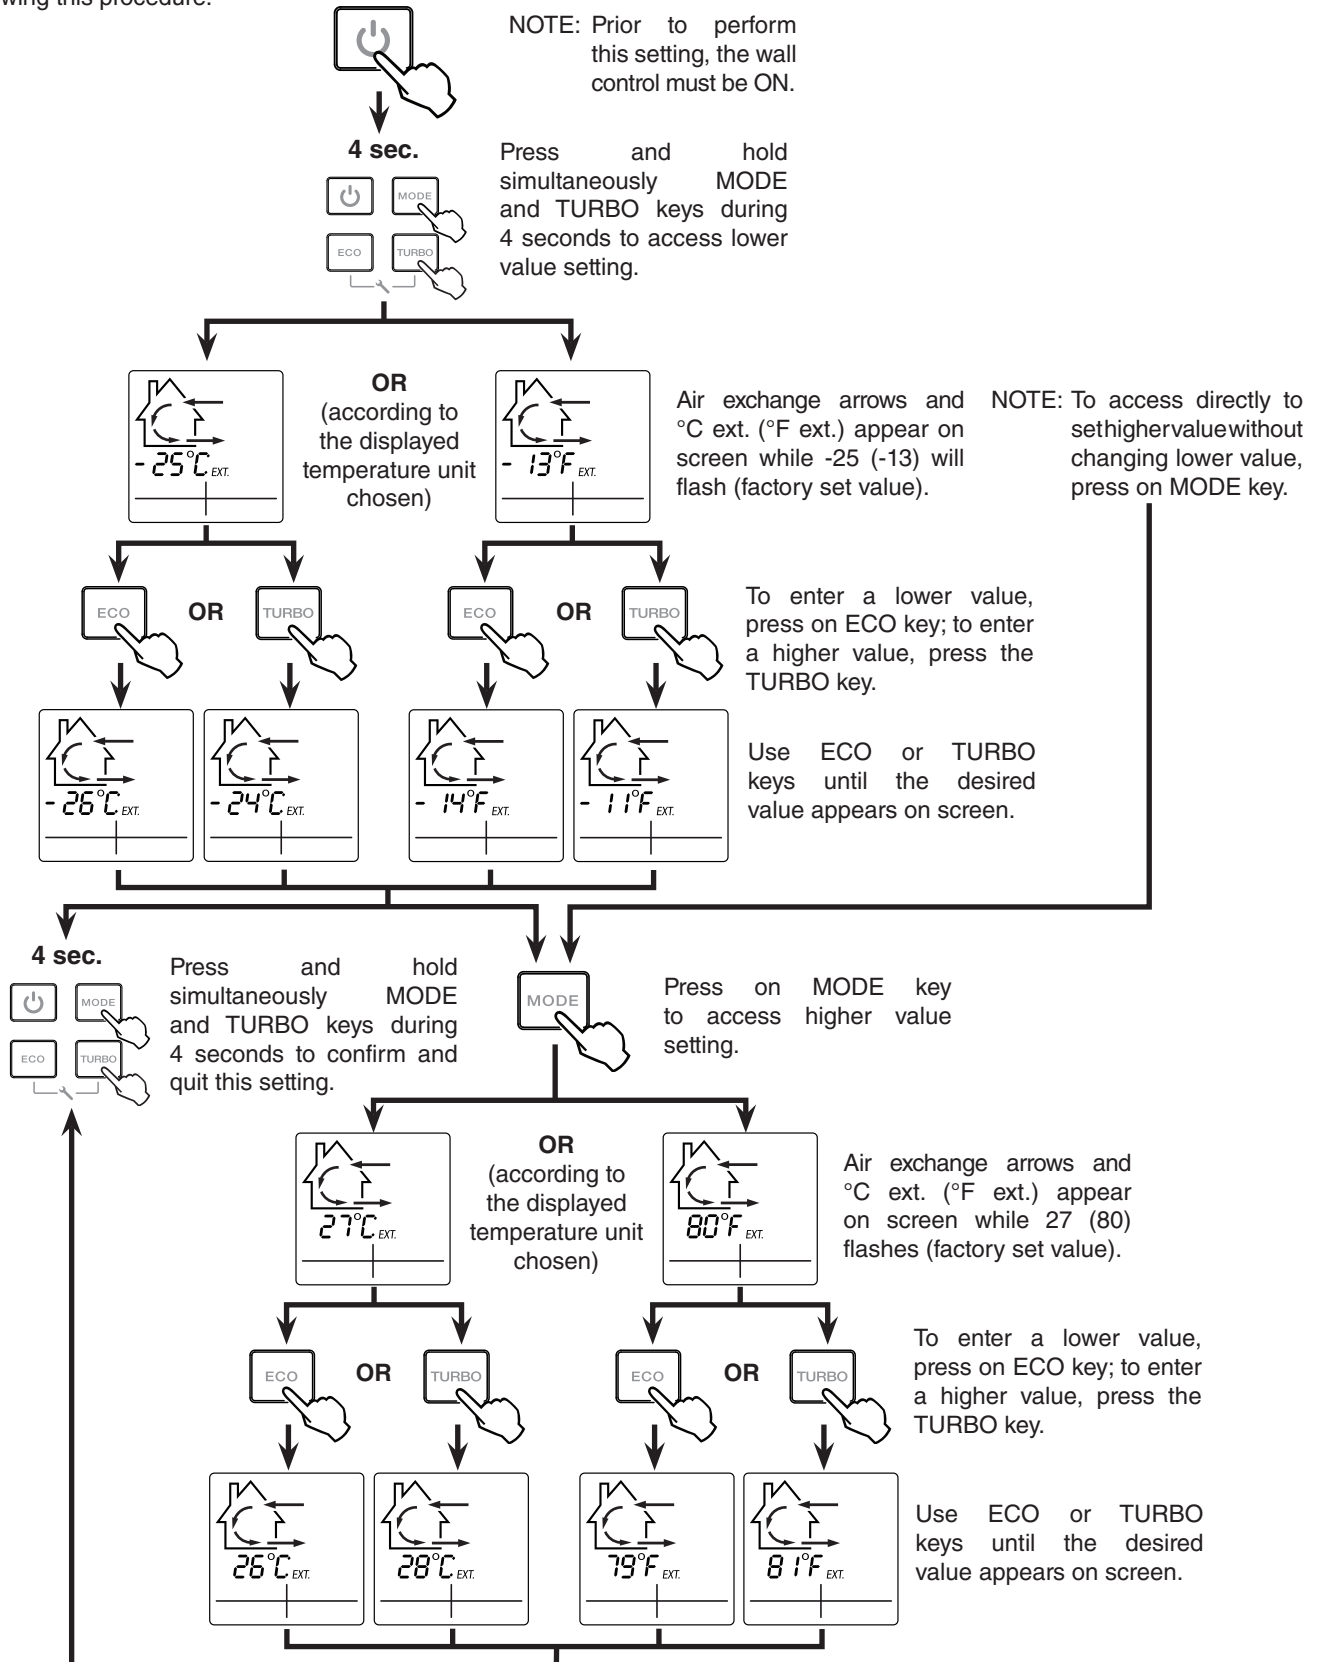 wing this procedure.
NOTE: Prior to perform
this setting, the wall
control must be ON.
4 sec.
Press and hold
simultaneously MODE
and TURBO keys during
4 seconds to access lower
value setting.
MODE
ECO
TURBO
OR
(according to
the displayed
temperature unit
chosen)
- 25°C EXT.
- 13°F EXT.
Air exchange arrows and
°C ext. (°F ext.) appear on
screen while -25 (-13) will
flash (factory set value).
NOTE: To access directly to
set higher value without
changing lower value,
press on MODE key.
ECO
OR
TURBO
ECO
OR
TURBO
To enter a lower value,
press on ECO key; to enter
a higher value, press the
TURBO key.
- 26°C EXT.
- 24°C EXT.
- 14°F EXT.
- 11°F EXT.
Use ECO or TURBO
keys until the desired
value appears on screen.
4 sec.
MODE
ECO
TURBO
Press and hold
simultaneously MODE
and TURBO keys during
4 seconds to confirm and
quit this setting.
MODE
Press on MODE key
to access higher value
setting.
27°C EXT.
OR
(according to
the displayed
temperature unit
chosen)
80°F EXT.
Air exchange arrows and
°C ext. (°F ext.) appear
on screen while 27 (80)
flashes (factory set value).
ECO
OR
TURBO
ECO
OR
TURBO
To enter a lower value,
press on ECO key; to enter
a higher value, press the
TURBO key.
26°C EXT.
28°C EXT.
79°F EXT.
81°F EXT.
Use ECO or TURBO
keys until the desired
value appears on screen.